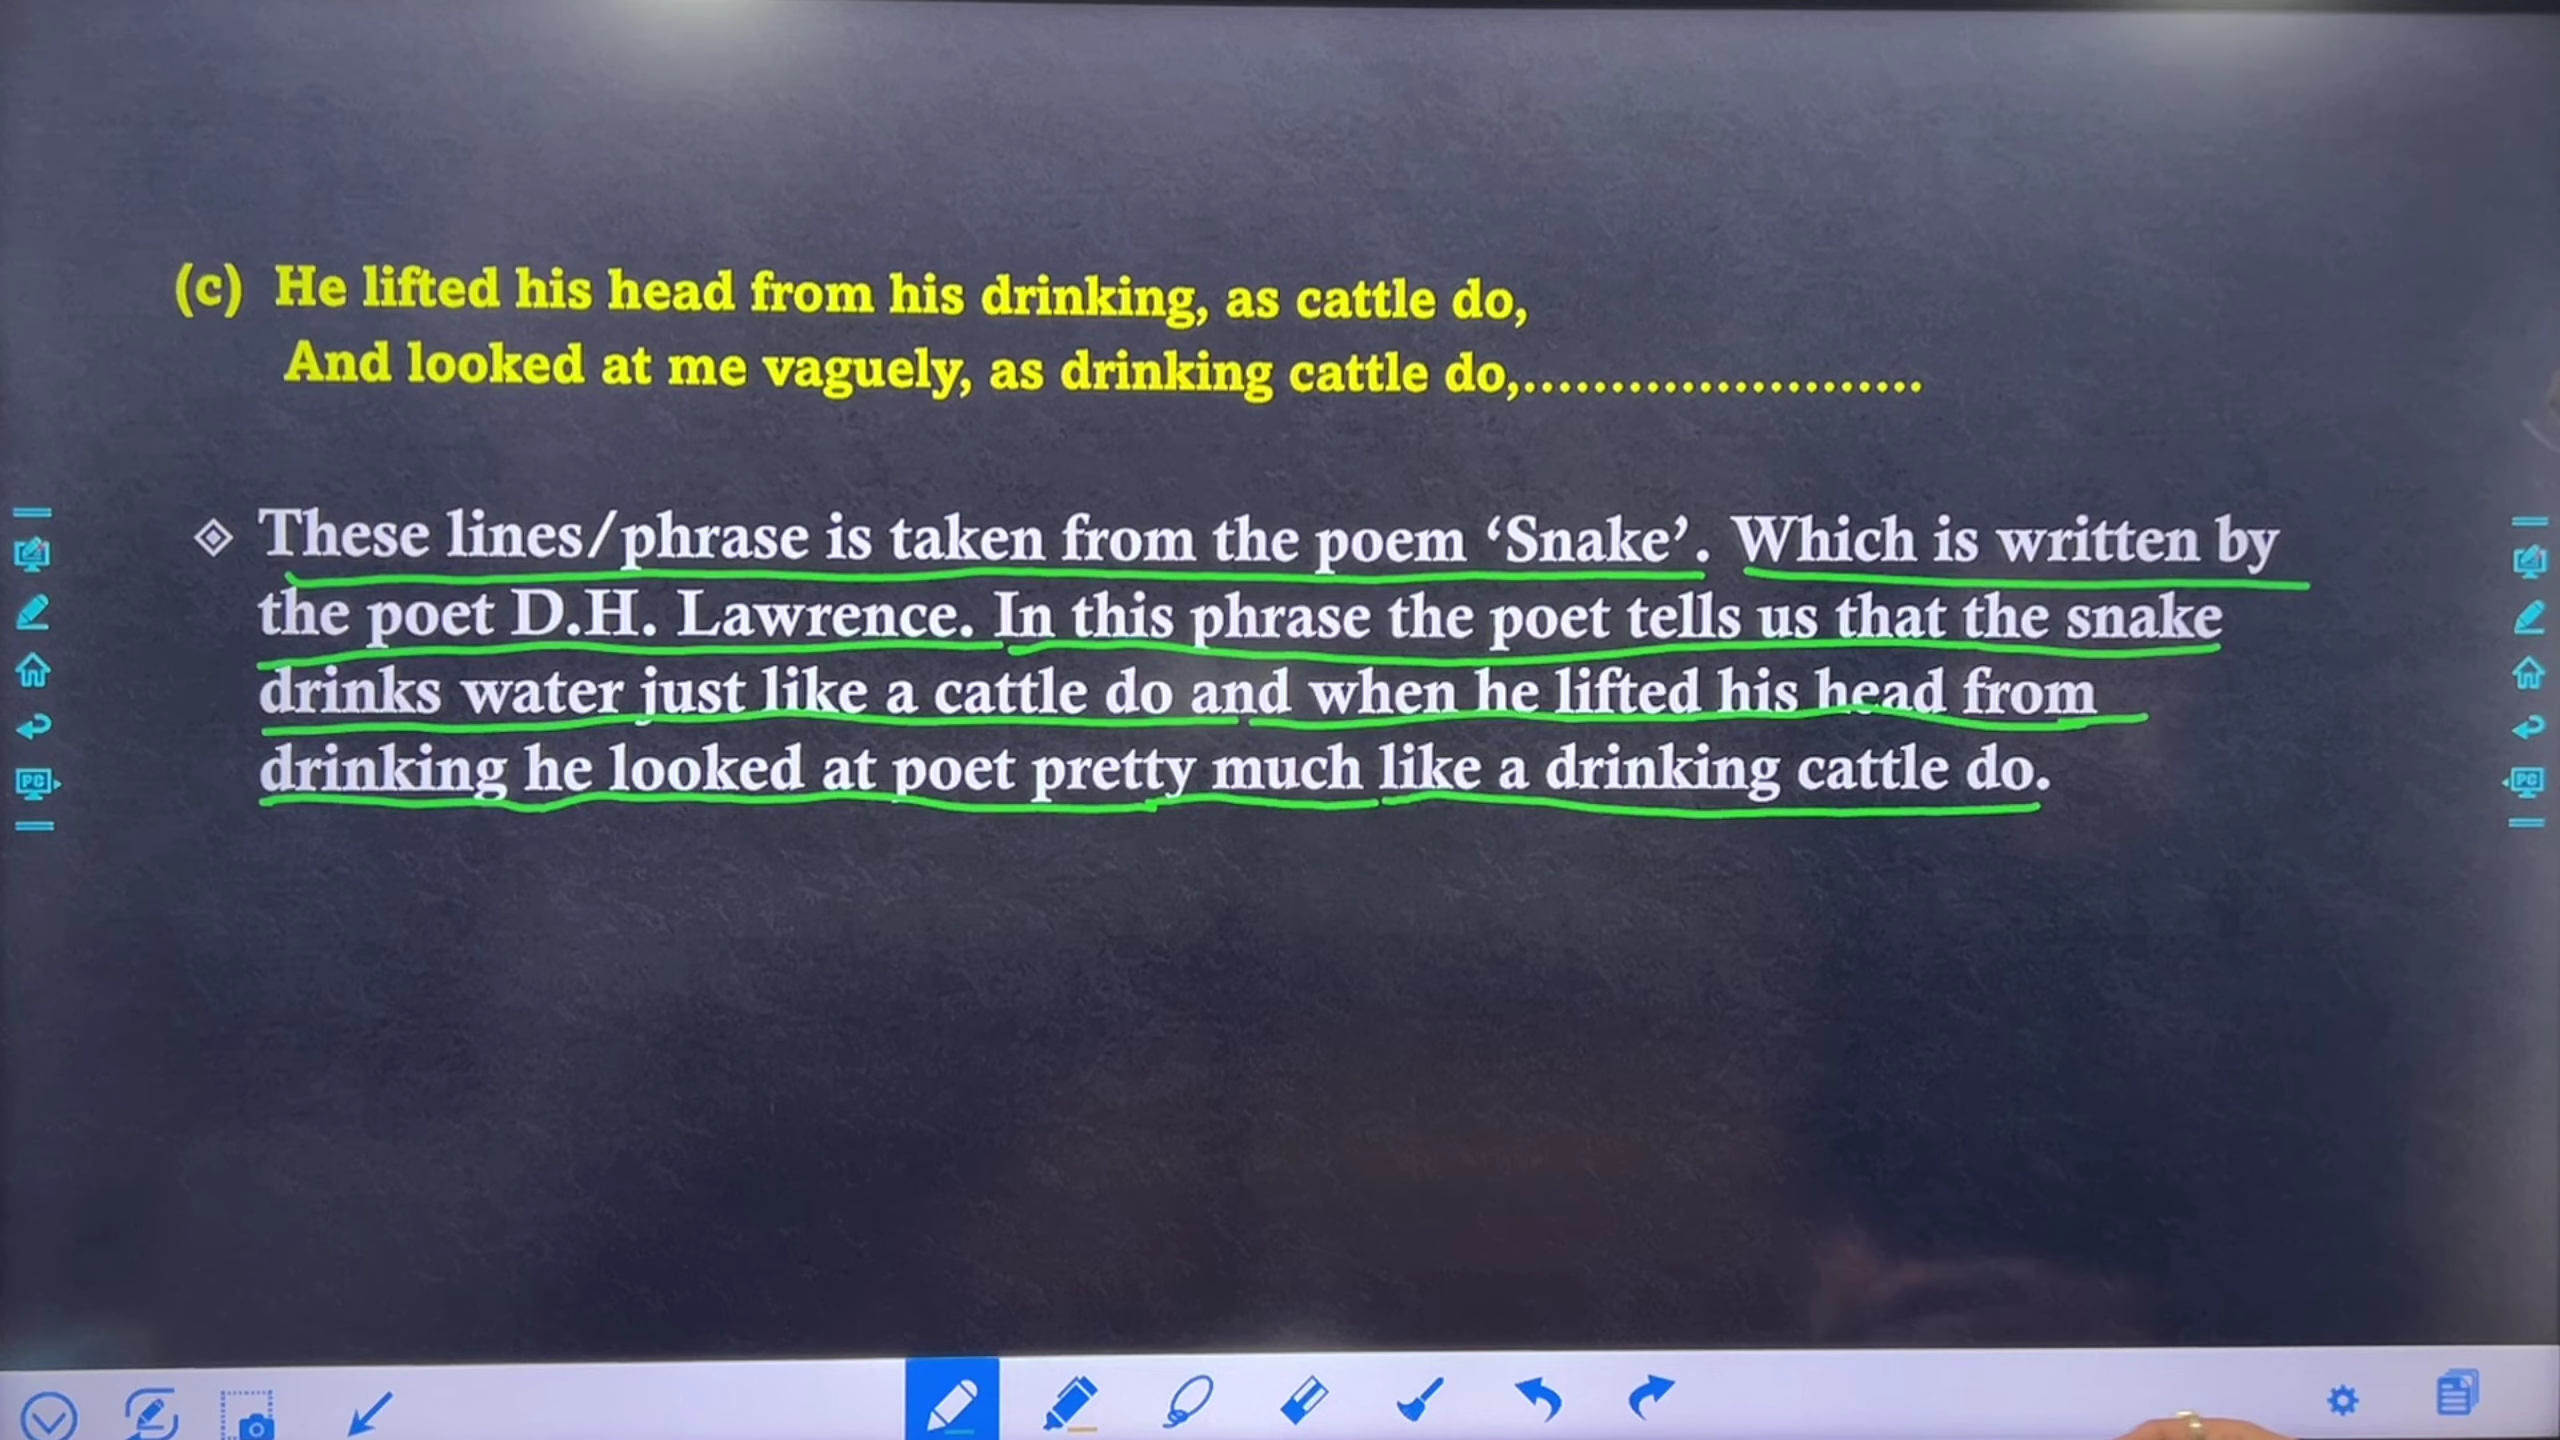 (c) He lifted his head from his drinking, as cattle do,
And looked at me vaguely, as drinking cattle do,.......................
These lines/phrase is taken from the poem ‘Snake’. Which is written by
the poet D.H. Lawrence. In this phrase the poet tells us that the snake
drinks water just like a cattle do and when he lifted his head from
drinking he looked at poet pretty much like a drinking cattle do.
PC
PC